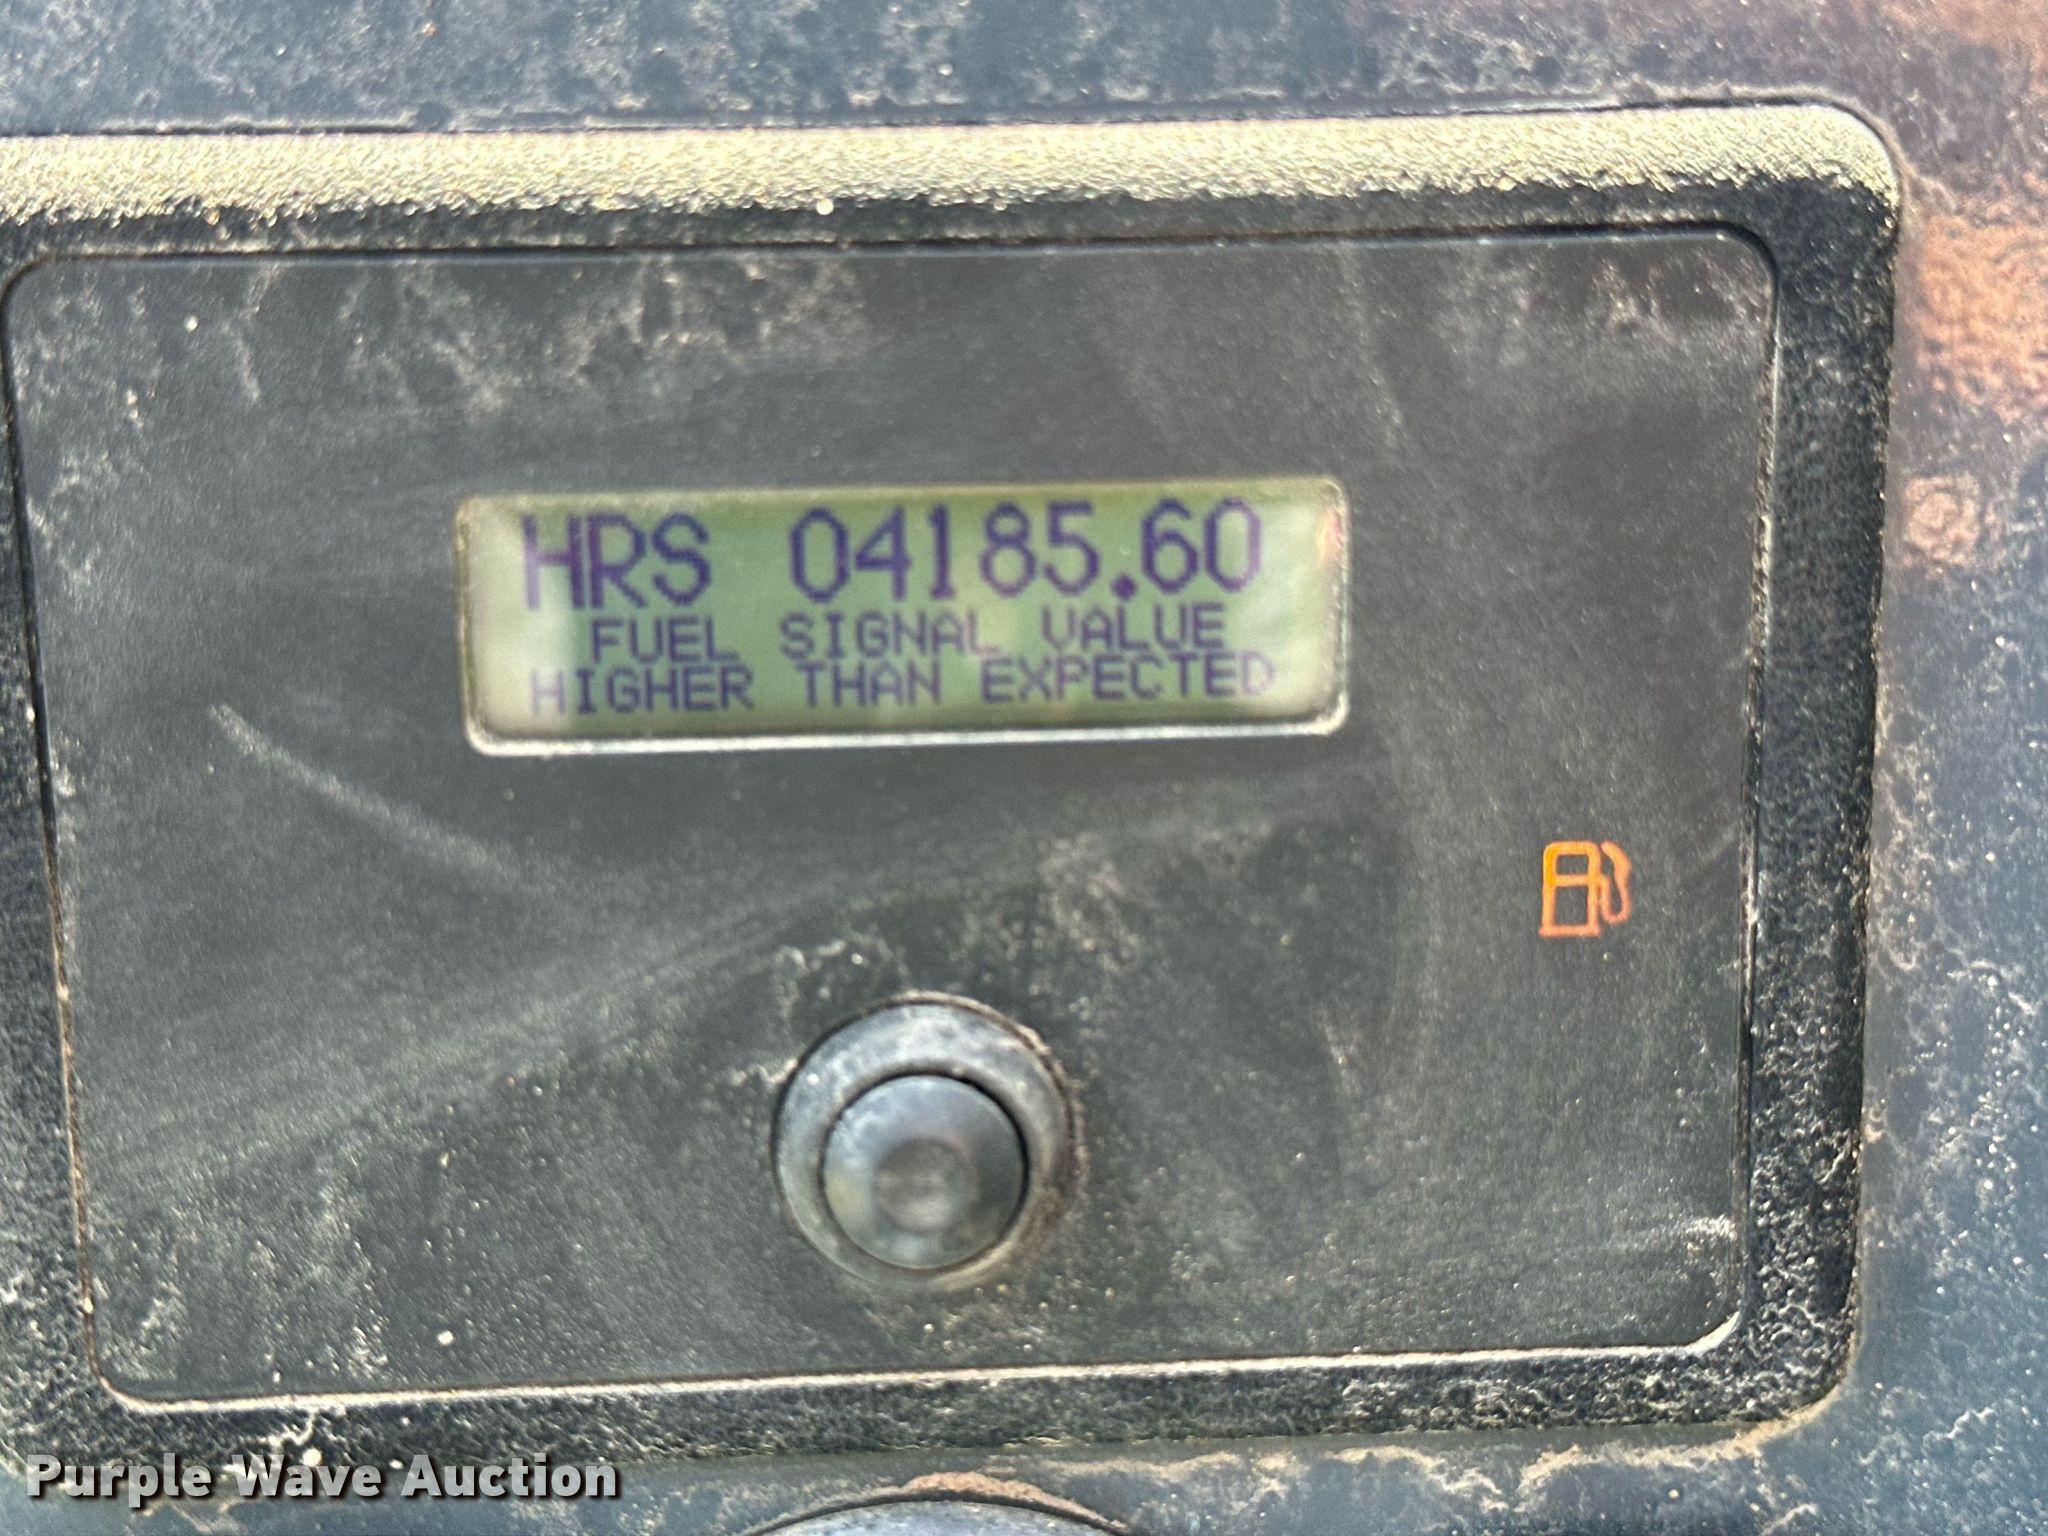 HRS 04185.60
FUEL SIGNAL VALUE
HIGHER THAN EXPECTED
Purple Wave Auction